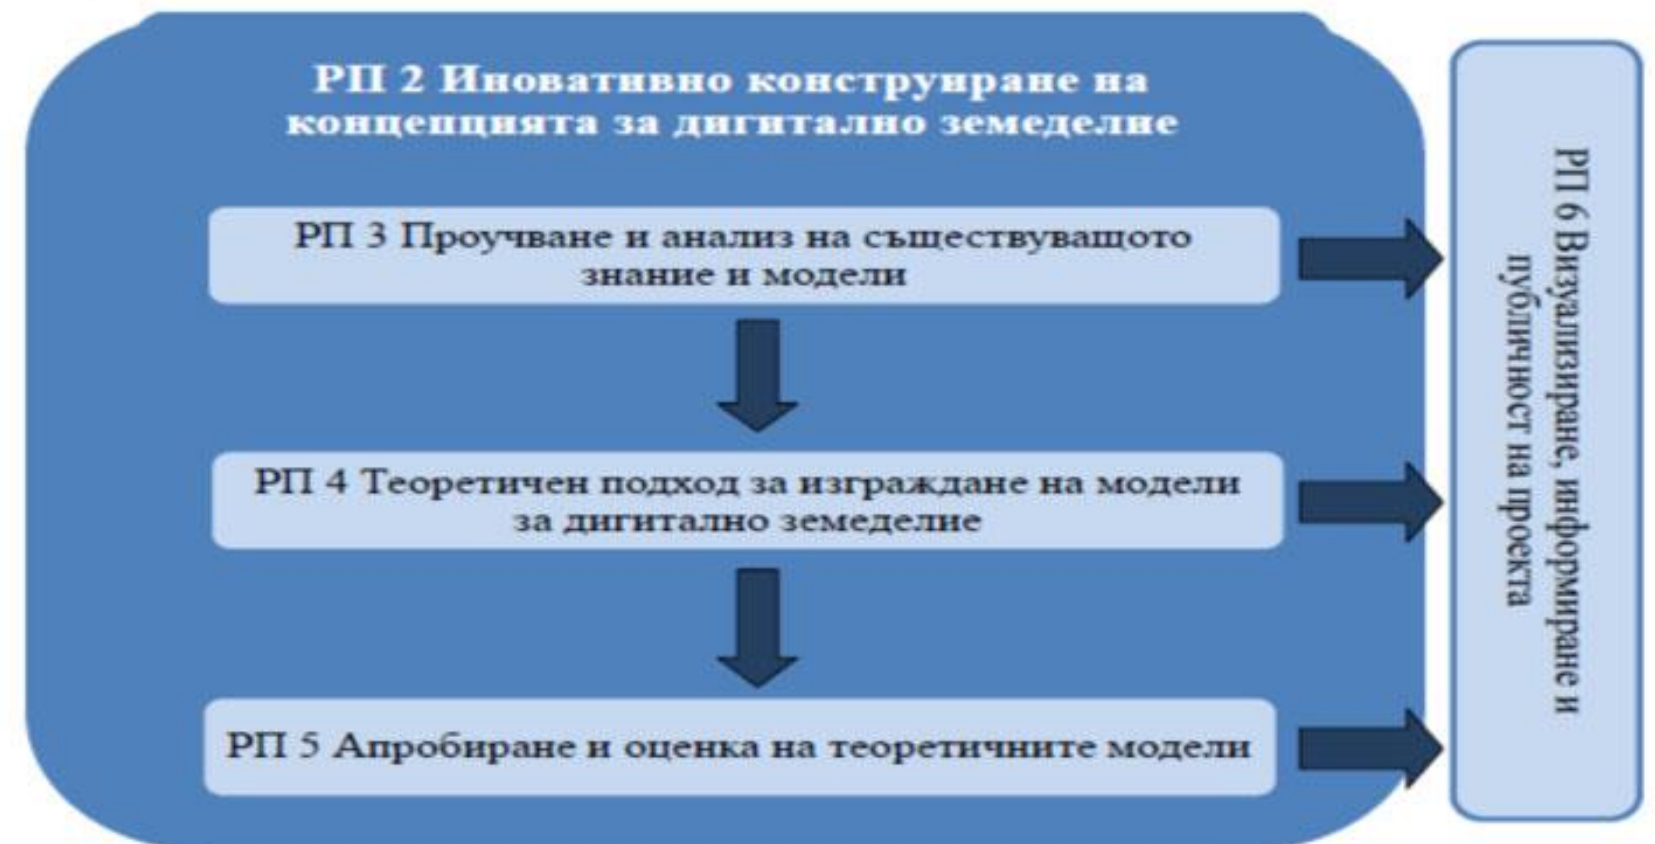 РП 2 Иновативно конструиране на
концепцията за дигитално земеделие
РП 3 Проучване и анализ на съществуващото
знание и модели
РП 4 Теоретичен подход за изграждане на модели
за дигитално земеделие
РП 5 Апробиране и оценка на теоретичните модели
РП 6 Визуализиране, информиране и
публичност на проекта